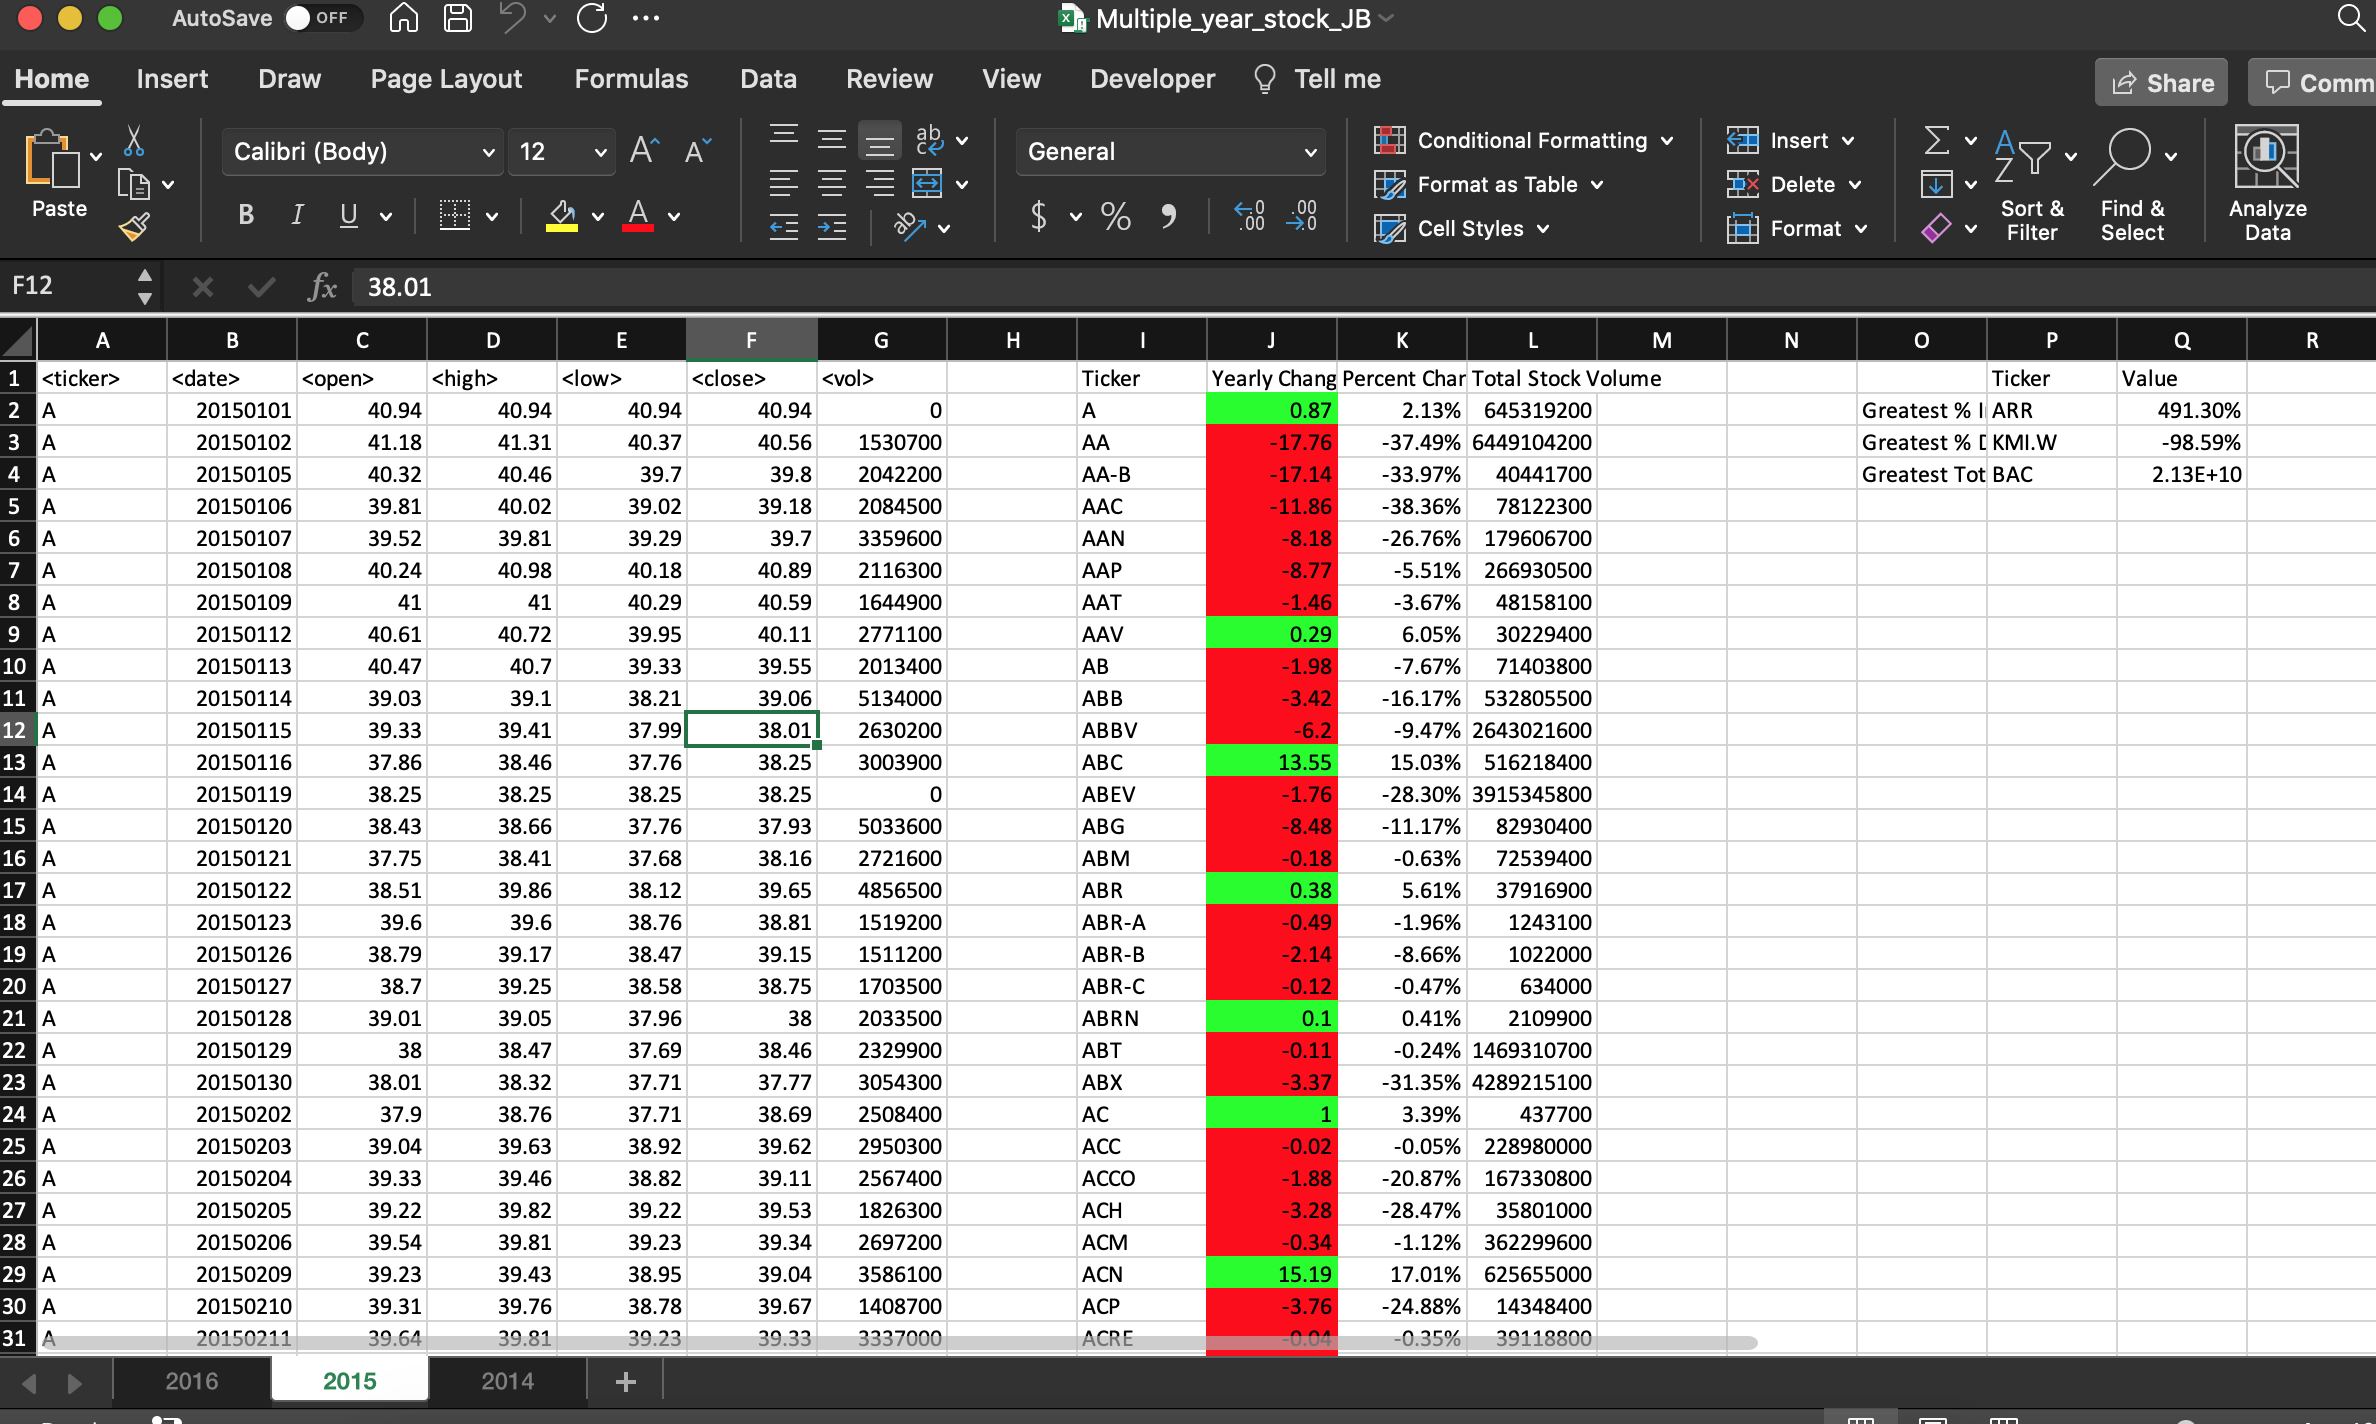 AutoSave OFF Multiple_year_stock_JB
Home Insert Draw Page Layout Formulas Data Review View Developer Tell me Share Comm
Paste Calibri (Body) 12 General Conditional Formatting Format as Table Cell Styles Insert Delete Format Sort & Filter Find & Select Analyze Data
F12 fx 38.01
A B C D E F G H I J K L M N O P Q R
1 <ticker> <date> <open> <high> <low> <close> <vol> Ticker Yearly Chang Percent Char Total Stock Volume Ticker Value
2 A 20150101 40.94 40.94 40.94 40.94 0 A 0.87 2.13% 645319200 Greatest % I ARR 491.30%
3 A 20150102 41.18 41.31 40.37 40.56 1530700 AA -17.76 -37.49% 6449104200 Greatest % D KMI.W -98.59%
4 A 20150105 40.32 40.46 39.7 39.8 2042200 AA-B -17.14 -33.97% 40441700 Greatest Tot BAC 2.13E+10
5 A 20150106 39.81 40.02 39.02 39.18 2084500 AAC -11.86 -38.36% 78122300
6 A 20150107 39.52 39.81 39.29 39.7 3359600 AAN -8.18 -26.76% 179606700
7 A 20150108 40.24 40.98 40.18 40.89 2116300 AAP -8.77 -5.51% 266930500
8 A 20150109 41 41 40.29 40.59 1644900 AAT -1.46 -3.67% 48158100
9 A 20150112 40.61 40.72 39.95 40.11 2771100 AAV 0.29 6.05% 30229400
10 A 20150113 40.47 40.7 39.33 39.55 2013400 AB -1.98 -7.67% 71403800
11 A 20150114 39.03 39.1 38.21 39.06 5134000 ABB -3.42 -16.17% 532805500
12 A 20150115 39.33 39.41 37.99 38.01 2630200 ABBV -6.2 -9.47% 2643021600
13 A 20150116 37.86 38.46 37.76 38.25 3003900 ABC 13.55 15.03% 516218400
14 A 20150119 38.25 38.25 38.25 38.25 0 ABEV -1.76 -28.30% 3915345800
15 A 20150120 38.43 38.66 37.76 37.93 5033600 ABG -8.48 -11.17% 82930400
16 A 20150121 37.75 38.41 37.68 38.16 2721600 ABM -0.18 -0.63% 72539400
17 A 20150122 38.51 39.86 38.12 39.65 4856500 ABR 0.38 5.61% 37916900
18 A 20150123 39.6 39.6 38.76 38.81 1519200 ABR-A -0.49 -1.96% 1243100
19 A 20150126 38.79 39.17 38.47 39.15 1511200 ABR-B -2.14 -8.66% 1022000
20 A 20150127 38.7 39.25 38.58 38.75 1703500 ABR-C -0.12 -0.47% 634000
21 A 20150128 39.01 39.05 37.96 38 2033500 ABRN 0.1 0.41% 2109900
22 A 20150129 38 38.47 37.69 38.46 2329900 ABT -0.11 -0.24% 1469310700
23 A 20150130 38.01 38.32 37.71 37.77 3054300 ABX -3.37 -31.35% 4289215100
24 A 20150202 37.9 38.76 37.71 38.69 2508400 AC 1 3.39% 437700
25 A 20150203 39.04 39.63 38.92 39.62 2950300 ACC -0.02 -0.05% 228980000
26 A 20150204 39.33 39.46 38.82 39.11 2567400 ACCO -1.88 -20.87% 167330800
27 A 20150205 39.22 39.82 39.22 39.53 1826300 ACH -3.28 -28.47% 35801000
28 A 20150206 39.54 39.81 39.23 39.34 2697200 ACM -0.34 -1.12% 362299600
29 A 20150209 39.23 39.43 38.95 39.04 3586100 ACN 15.19 17.01% 625655000
30 A 20150210 39.31 39.76 38.78 39.67 1408700 ACP -3.76 -24.88% 14348400
31 A 20150211 39.64 39.81 39.23 39.33 3337000 ACRE -0.04 -0.35% 39118800
2016 2015 2014 +